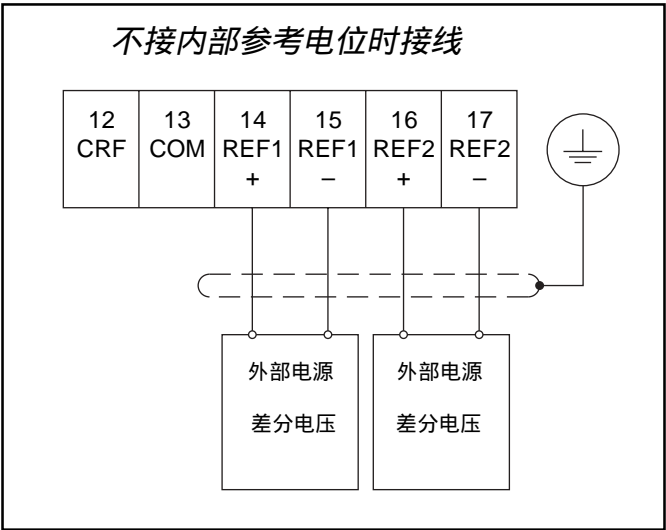 不接内部参考电位时接线
12 13 14 15 16 17
CRF COM REF1 REF1 REF2 REF2
+ – + –
外部电源 外部电源
差分电压 差分电压